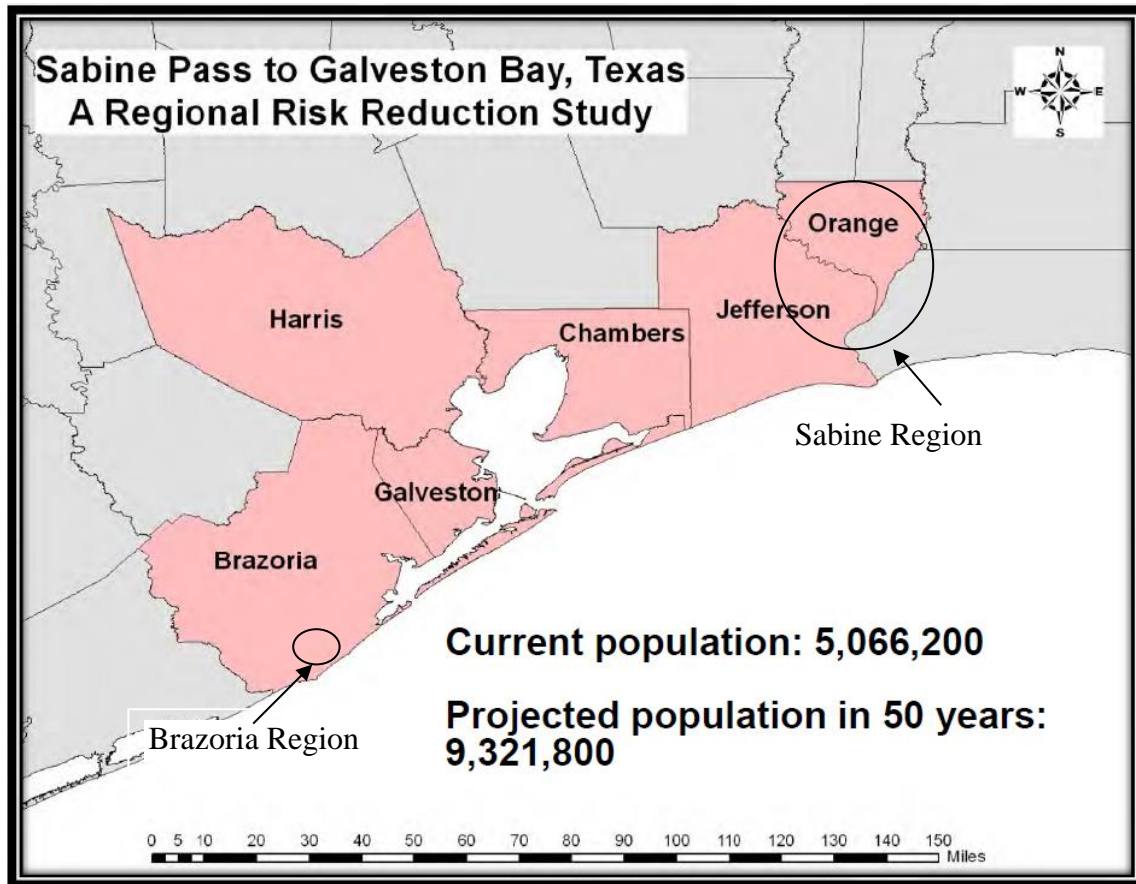 Sabine Pass to Galveston Bay, Texas
A Regional Risk Reduction Study
N
W E
S
Orange
Harris
Jefferson
Chambers
Sabine Region
Galveston
Brazoria
Current population: 5,066,200
Projected population in 50 years:
9,321,800
Brazoria Region
0 5 10 20 30 40 50 60 70 80 90 100 110 120 130 140 150
Miles